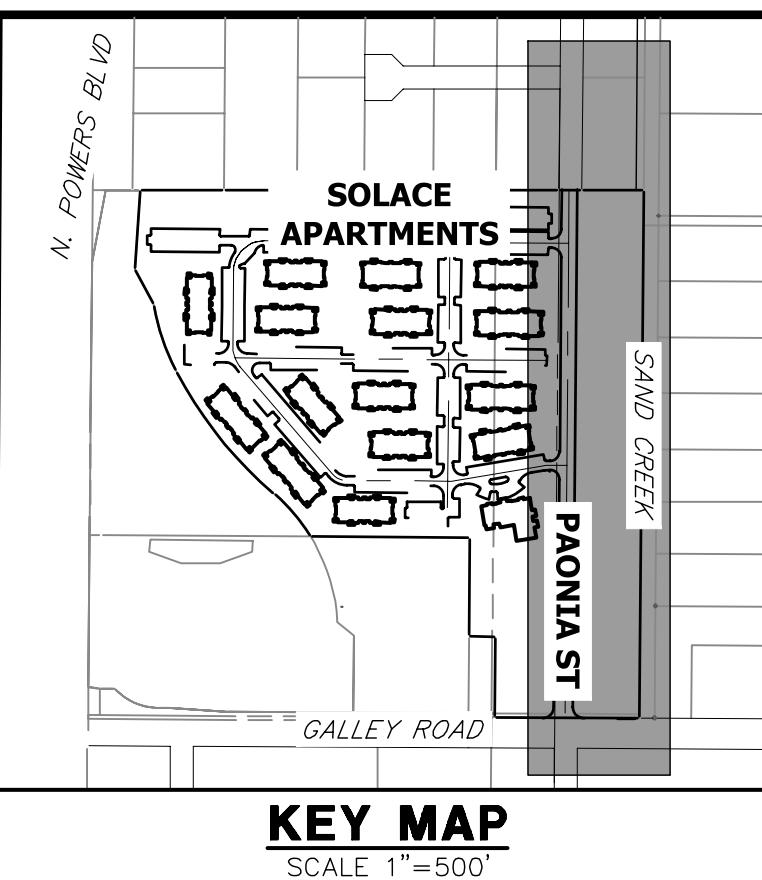 N. POWERS BLVD
SOLACE
APARTMENTS
SAND CREEK
PAONIA ST
GALLEY ROAD
KEY MAP
SCALE 1"=500'